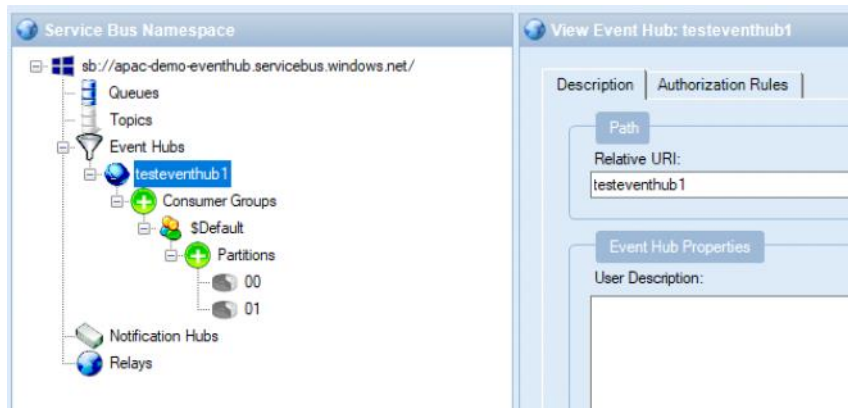 Service Bus Namespace
sb://apac-demo-eventhub.servicebus.windows.net/
Queues
Topics
Event Hubs
testeventhub1
Consumer Groups
$Default
Partitions
00
01
Notification Hubs
Relays
View Event Hub: testeventhub1
Description
Authorization Rules
Path
Relative URI:
testeventhub1
Event Hub Properties
User Description: